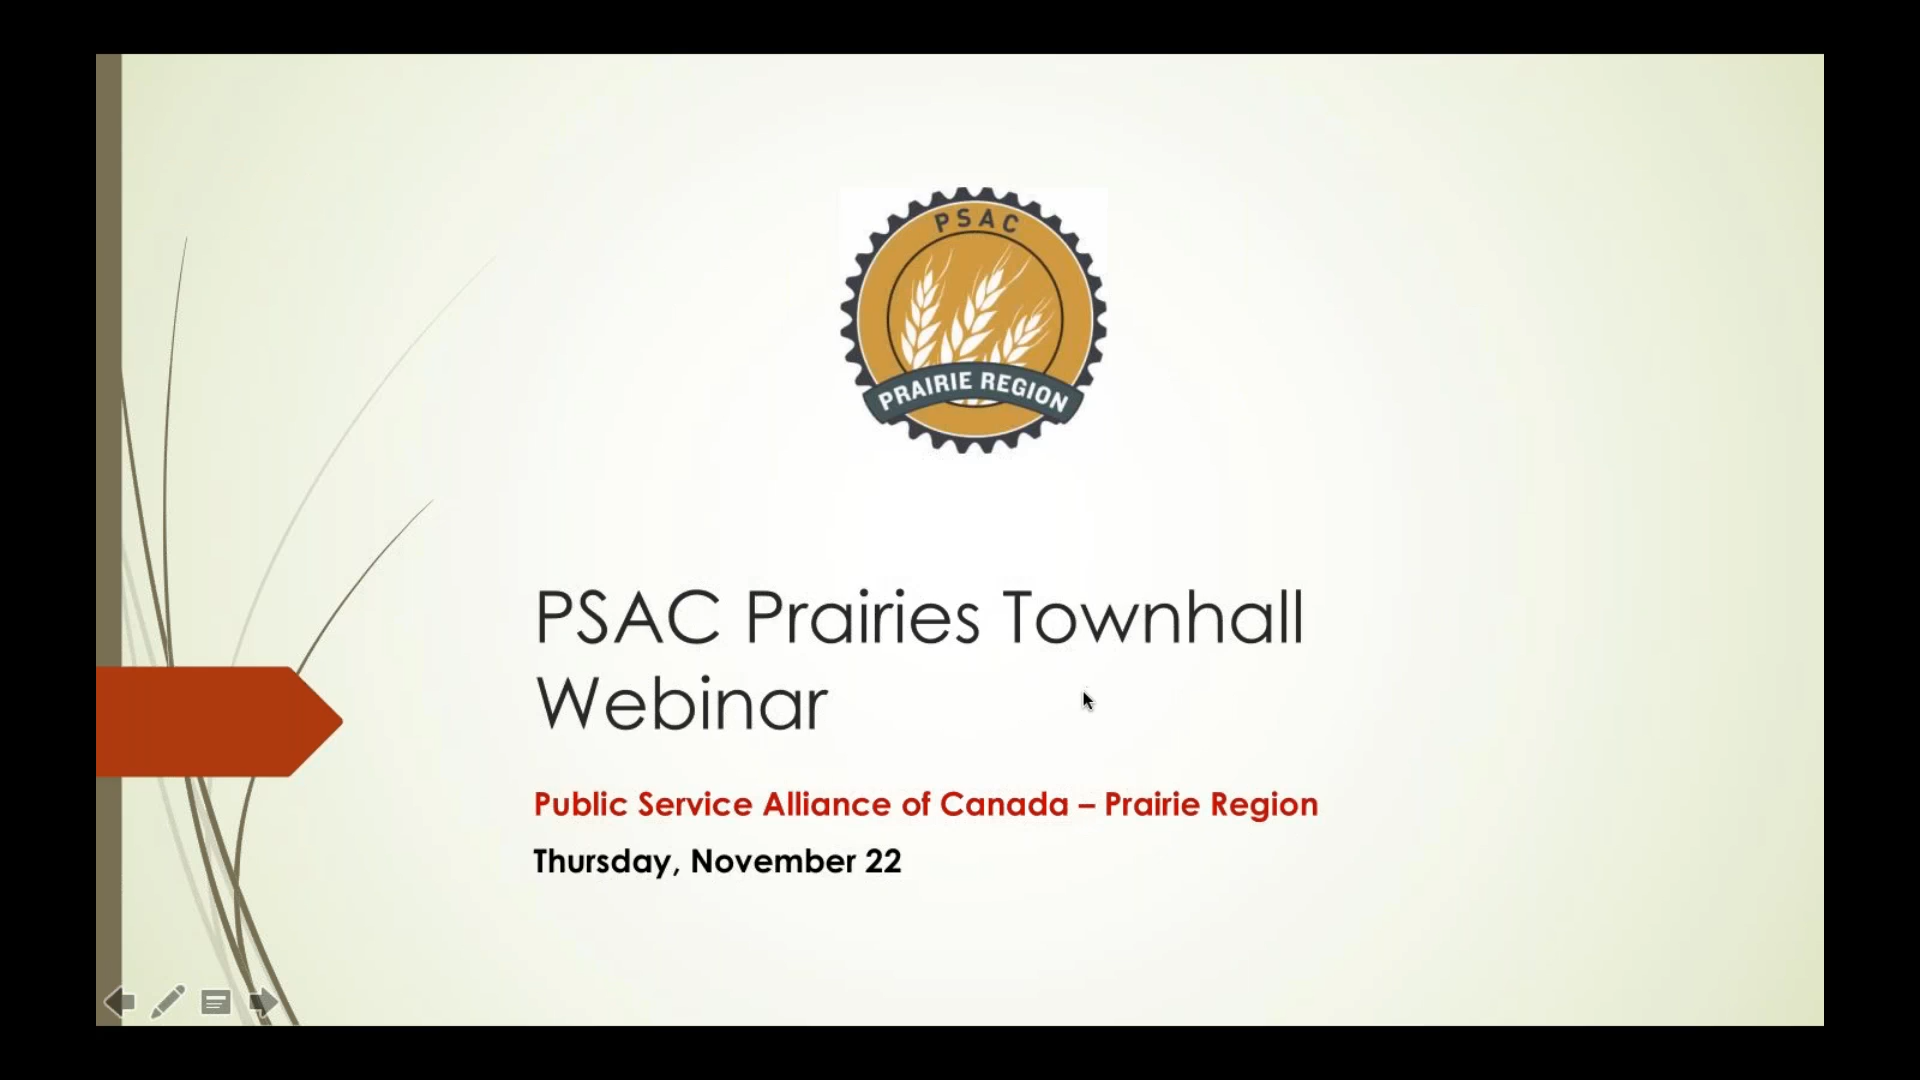 PSAC
PRAIRIE REGION
PSAC Prairies Townhall
Webinar
Public Service Alliance of Canada – Prairie Region
Thursday, November 22